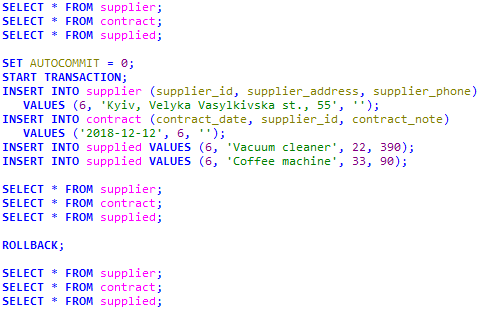 SELECT * FROM supplier;
SELECT * FROM contract;
SELECT * FROM supplied;
SET AUTOCOMMIT = 0;
START TRANSACTION;
INSERT INTO supplier (supplier_id, supplier_address, supplier_phone)
VALUES (6, 'Kyiv, Velyka Vasylkivska st., 55', '');
INSERT INTO contract (contract_date, supplier_id, contract_note)
VALUES ('2018-12-12', 6, '');
INSERT INTO supplied VALUES (6, 'Vacuum cleaner', 22, 390);
INSERT INTO supplied VALUES (6, 'Coffee machine', 33, 90);
SELECT * FROM supplier;
SELECT * FROM contract;
SELECT * FROM supplied;
ROLLBACK;
SELECT * FROM supplier;
SELECT * FROM contract;
SELECT * FROM supplied;